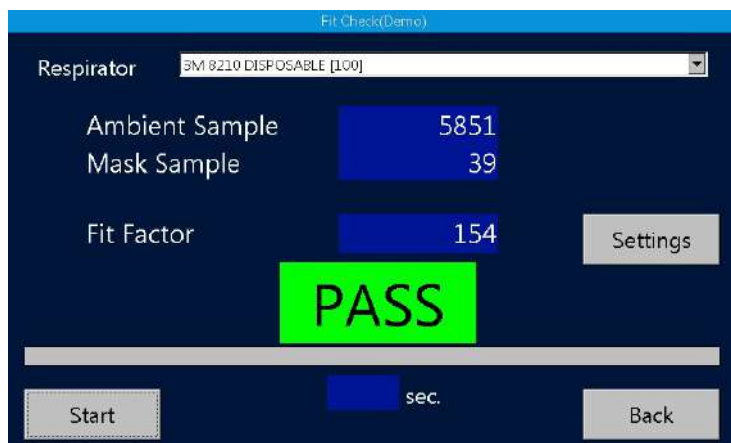 Fit Check(Demo)
Respirator 3M 8210 DISPOSABLE [100]
Ambient Sample 5851
Mask Sample 39
Fit Factor 154
Settings
PASS
sec.
Start
Back